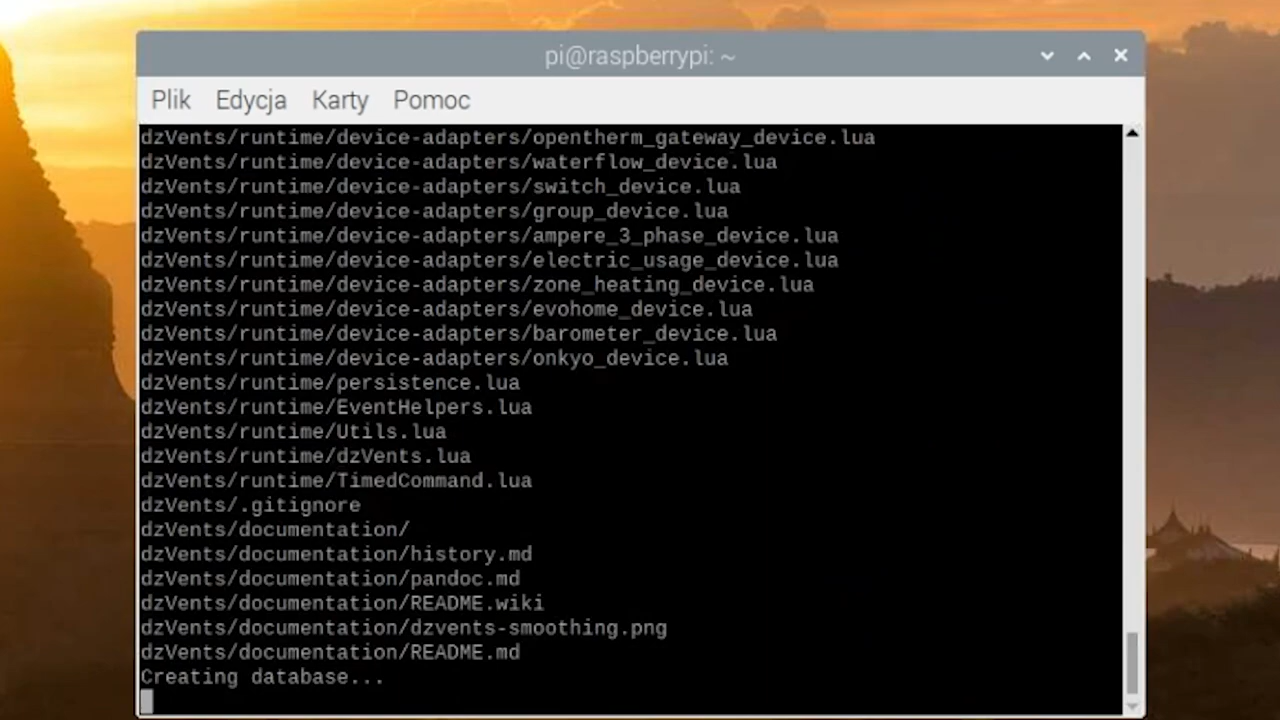 pi@raspberrypi: ~
Plik Edycja Karty Pomoc
dzVents/runtime/device-adapters/opentherm_gateway_device.lua
dzVents/runtime/device-adapters/waterflow_device.lua
dzVents/runtime/device-adapters/switch_device.lua
dzVents/runtime/device-adapters/group_device.lua
dzVents/runtime/device-adapters/ampere_3_phase_device.lua
dzVents/runtime/device-adapters/electric_usage_device.lua
dzVents/runtime/device-adapters/zone_heating_device.lua
dzVents/runtime/device-adapters/evohome_device.lua
dzVents/runtime/device-adapters/barometer_device.lua
dzVents/runtime/device-adapters/onkyo_device.lua
dzVents/runtime/persistence.lua
dzVents/runtime/EventHelpers.lua
dzVents/runtime/Utils.lua
dzVents/runtime/dzVents.lua
dzVents/runtime/TimedCommand.lua
dzVents/.gitignore
dzVents/documentation/
dzVents/documentation/history.md
dzVents/documentation/pandoc.md
dzVents/documentation/README.wiki
dzVents/documentation/dzvents-smoothing.png
dzVents/documentation/README.md
Creating database...